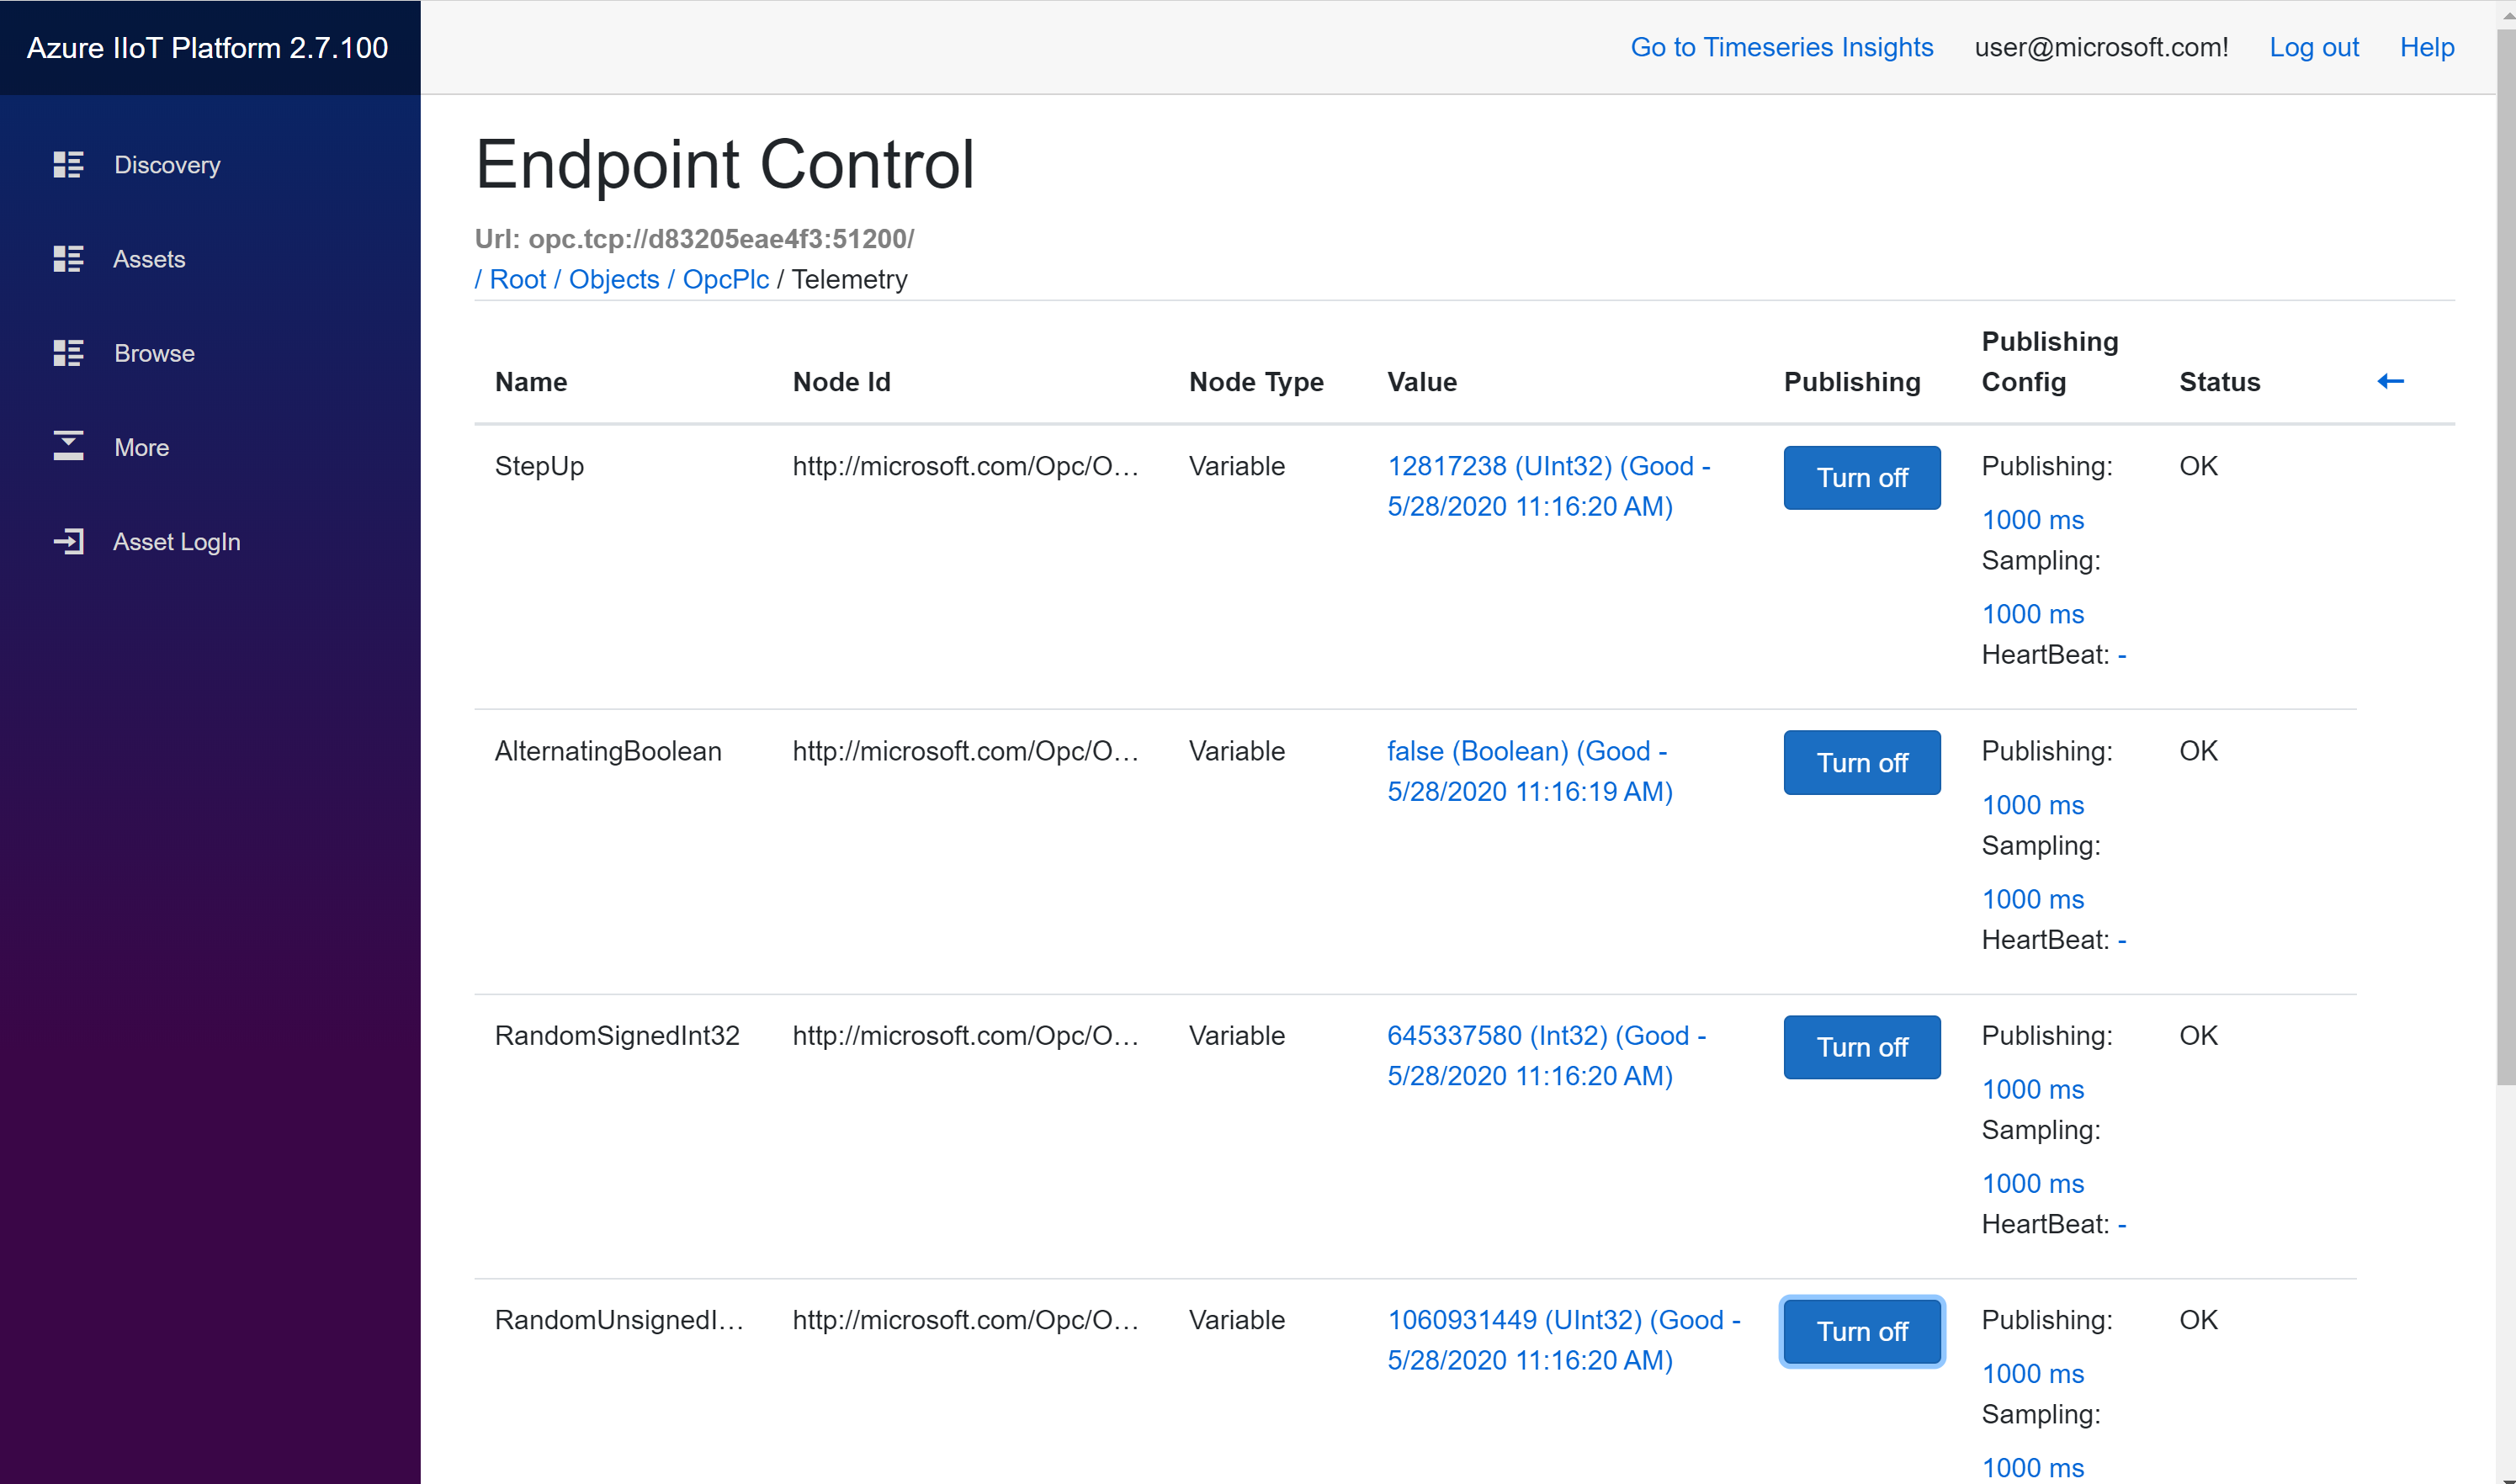 Azure IIoT Platform 2.7.100
Go to Timeseries Insights user@microsoft.com! Log out Help
Discovery
Assets
Browse
More
Asset LogIn
Endpoint Control
Url: opc.tcp://d83205eae4f3:51200/
/ Root / Objects / OpcPlc / Telemetry
Name Node Id Node Type Value Publishing Publishing Config Status
StepUp http://microsoft.com/Opc/O… Variable 12817238 (UInt32) (Good -
5/28/2020 11:16:20 AM)
Turn off
Publishing:
1000 ms
Sampling:
1000 ms
HeartBeat: -
OK
AlternatingBoolean http://microsoft.com/Opc/O… Variable false (Boolean) (Good -
5/28/2020 11:16:19 AM)
Turn off
Publishing:
1000 ms
Sampling:
1000 ms
HeartBeat: -
OK
RandomSignedInt32 http://microsoft.com/Opc/O… Variable 645337580 (Int32) (Good -
5/28/2020 11:16:20 AM)
Turn off
Publishing:
1000 ms
Sampling:
1000 ms
HeartBeat: -
OK
RandomUnsignedI… http://microsoft.com/Opc/O… Variable 1060931449 (UInt32) (Good -
5/28/2020 11:16:20 AM)
Turn off
Publishing:
1000 ms
Sampling:
1000 ms
OK